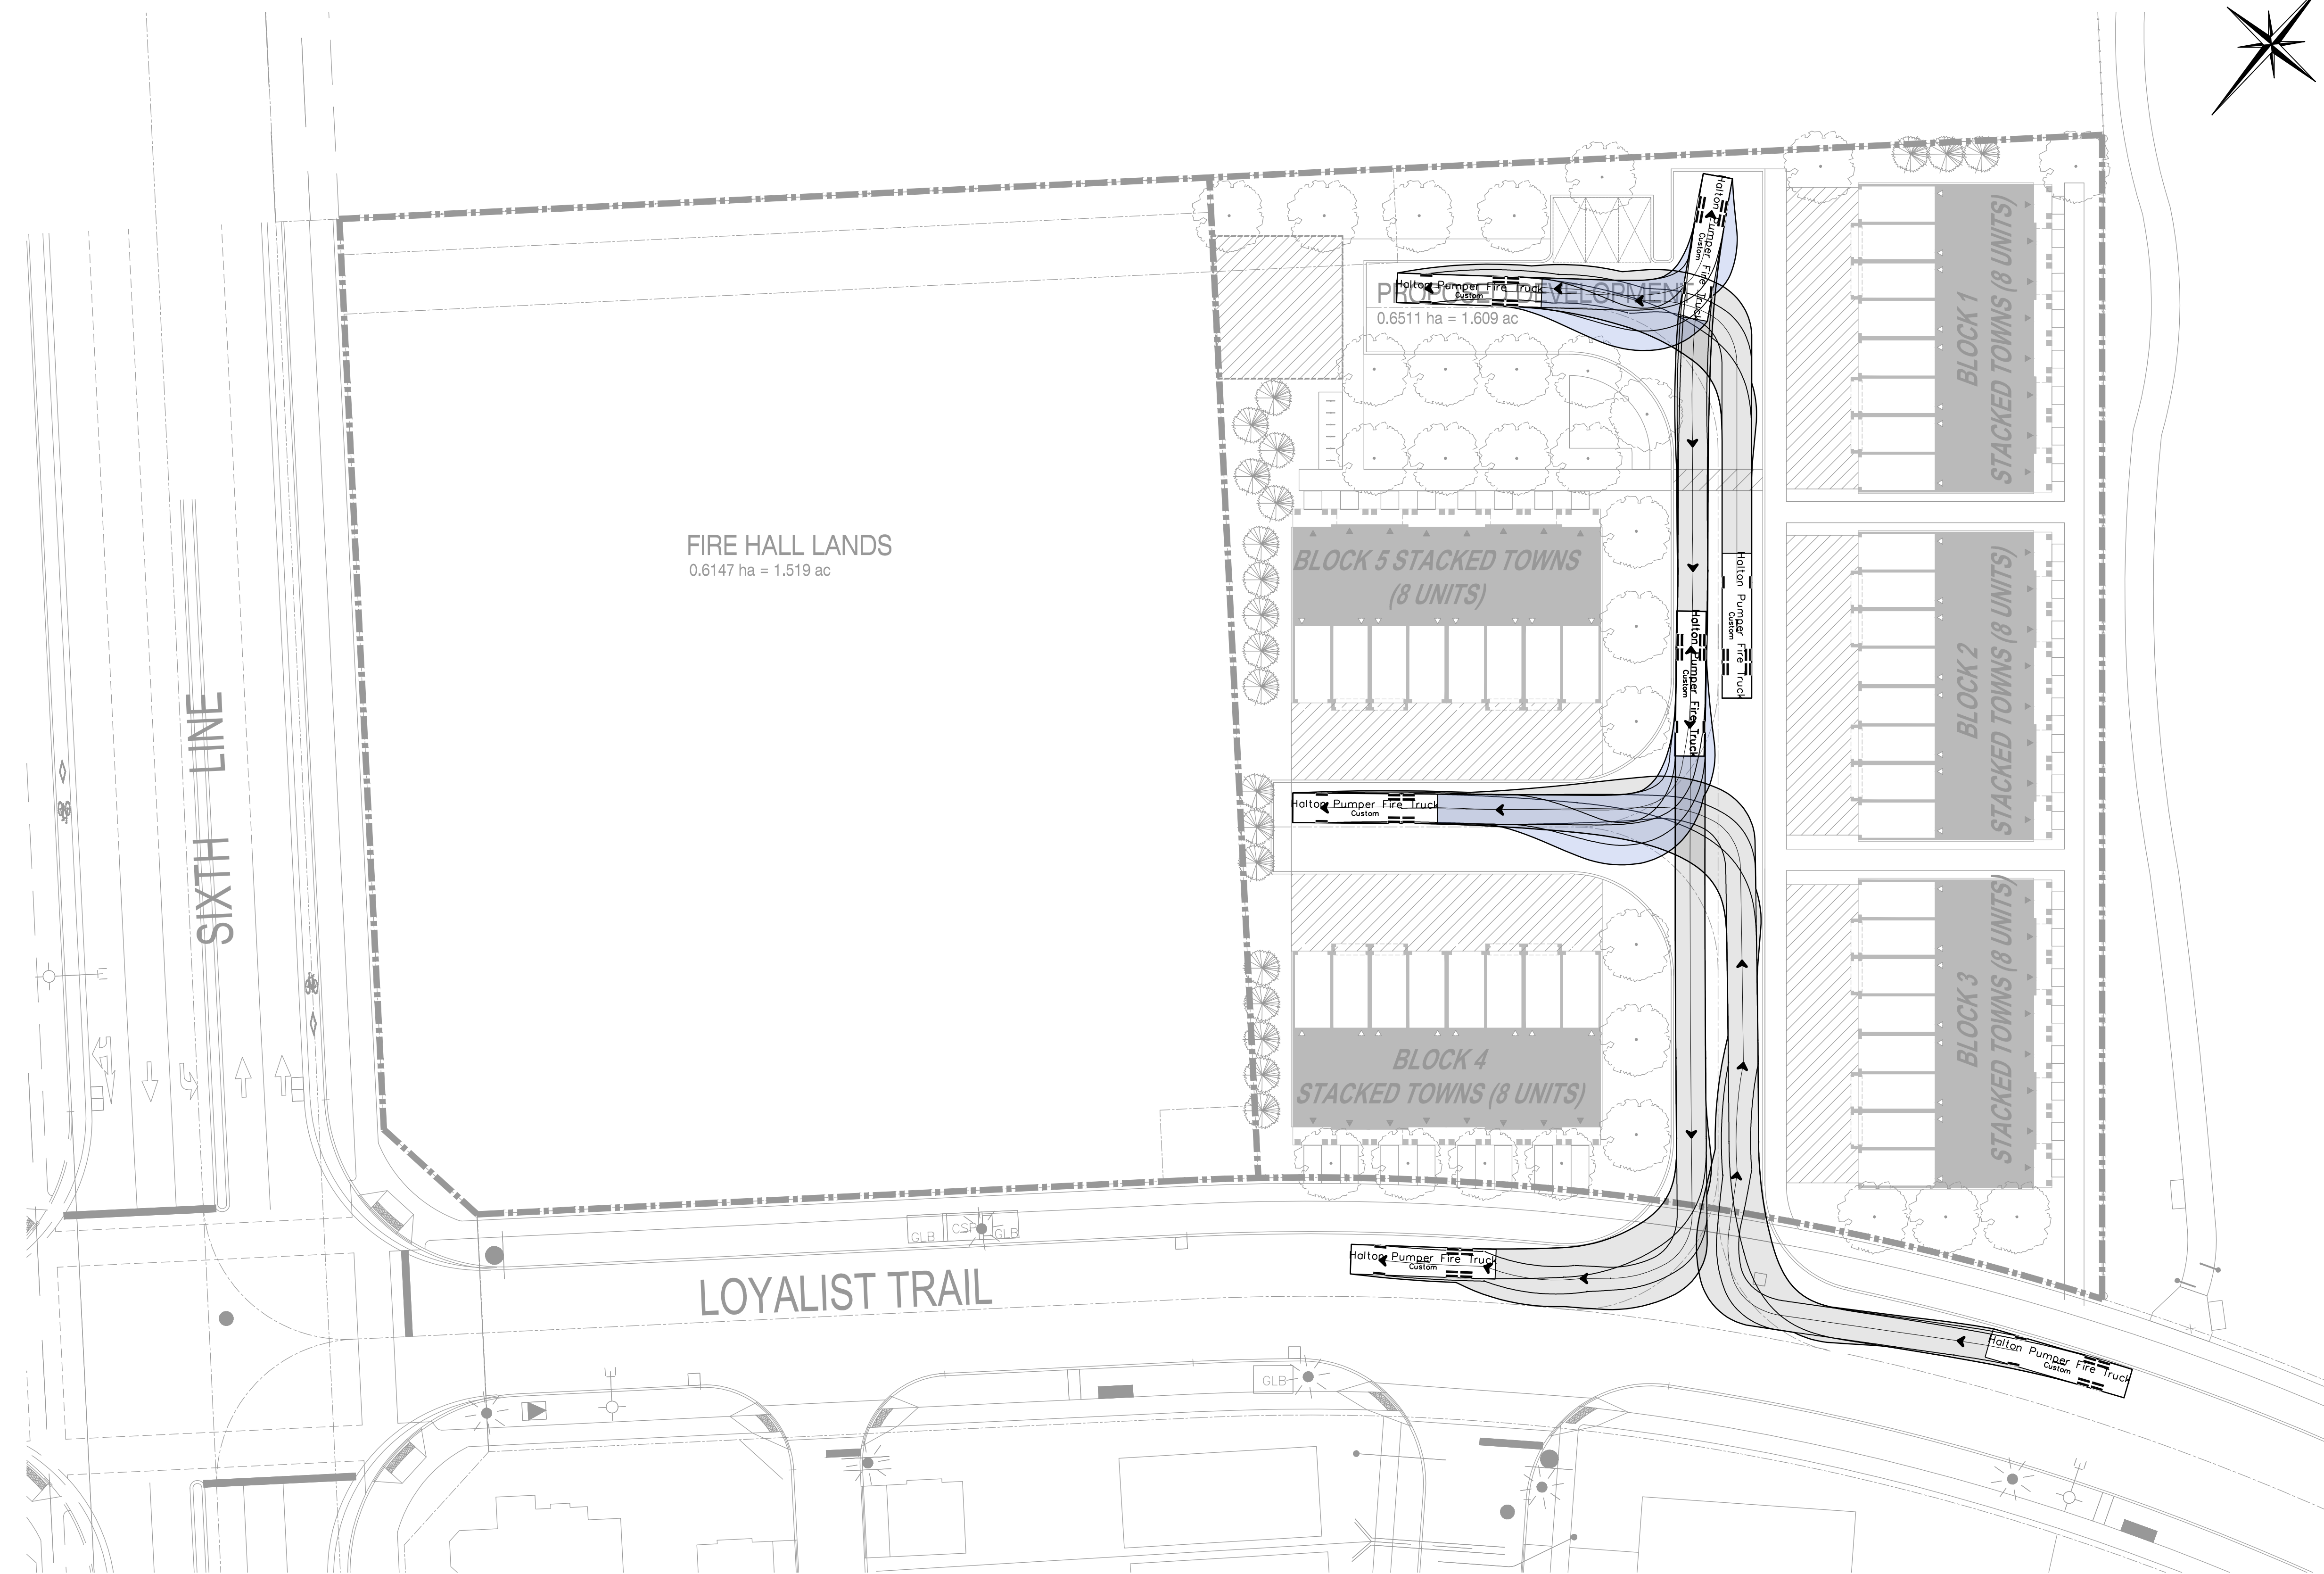 Halton Pumper Fire Truck
Custom
Halton Pumper Fire Truck
Custom
PROPOSED DEVELOPMENT
0.6511 ha = 1.609 ac
BLOCK 1
STACKED TOWNS (8 UNITS)
FIRE HALL LANDS
0.6147 ha = 1.519 ac
BLOCK 5 STACKED TOWNS
(8 UNITS)
Halton Pumper Fire Truck
Custom
Halton Pumper Fire Truck
Custom
BLOCK 2
STACKED TOWNS (8 UNITS)
SIXTH LINE
Halton Pumper Fire Truck
Custom
BLOCK 4
STACKED TOWNS (8 UNITS)
BLOCK 3
STACKED TOWNS (8 UNITS)
GLB
CSP
GLB
Halton Pumper Fire Truck
Custom
LOYALIST TRAIL
Halton Pumper Fire Truck
Custom
GLB